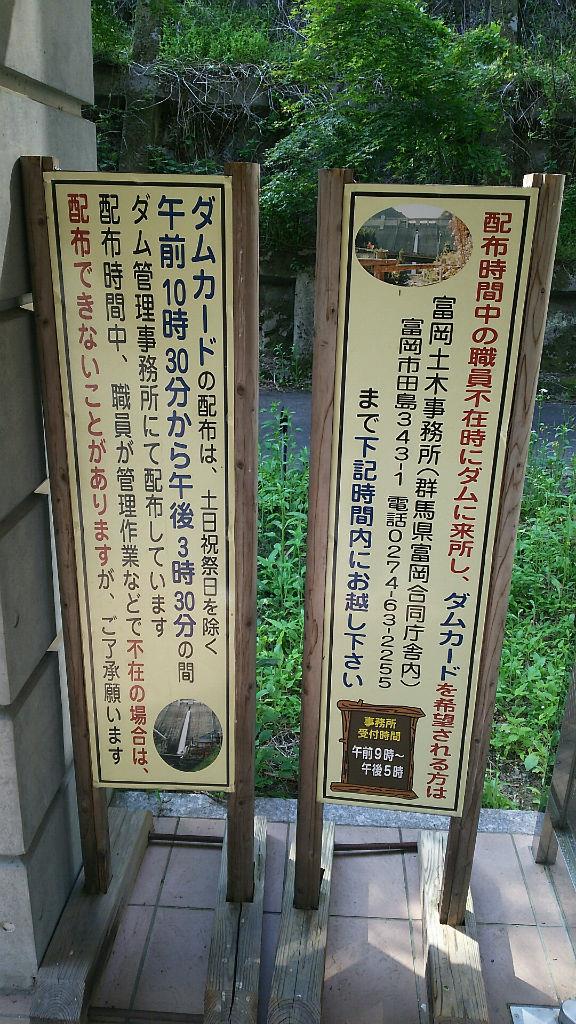 ダムカードの配布は、土日祝祭日を除く
午前10時30分から午後3時30分の間
ダム管理事務所にて配布しています
配布時間中、職員が管理作業などで不在の場合は、
配布できないことがありますが、ご了承願います
配布時間中の職員不在時にダムに来所し、ダムカードを希望される方は
富岡土木事務所(群馬県富岡合同庁舎内)
富岡市田島343-1 電話0274-63-2255
まで下記時間内にお越し下さい
事務所
受付時間
午前9時～
午後5時